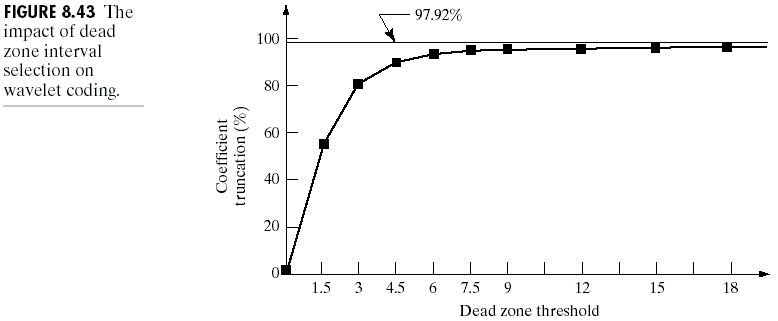 FIGURE 8.43 The
impact of dead
zone interval
selection on
wavelet coding.
97.92%
100
80
60
40
20
0
Coefficient
truncation (%)
1.5 3 4.5 6 7.5 9 12 15 18
Dead zone threshold